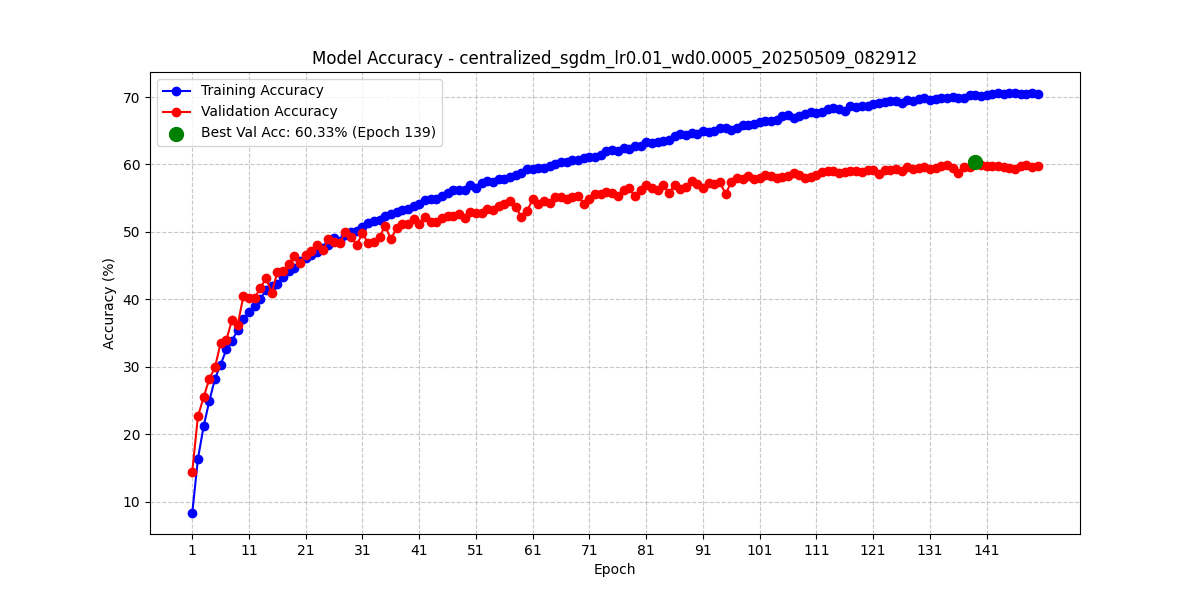 Model Accuracy - centralized_sgdm_lr0.01_wd0.0005_20250509_082912
Training Accuracy
Validation Accuracy
Best Val Acc: 60.33% (Epoch 139)
Accuracy (%)
70
60
50
40
30
20
10
1 11 21 31 41 51 61 71 81 91 101 111 121 131 141
Epoch